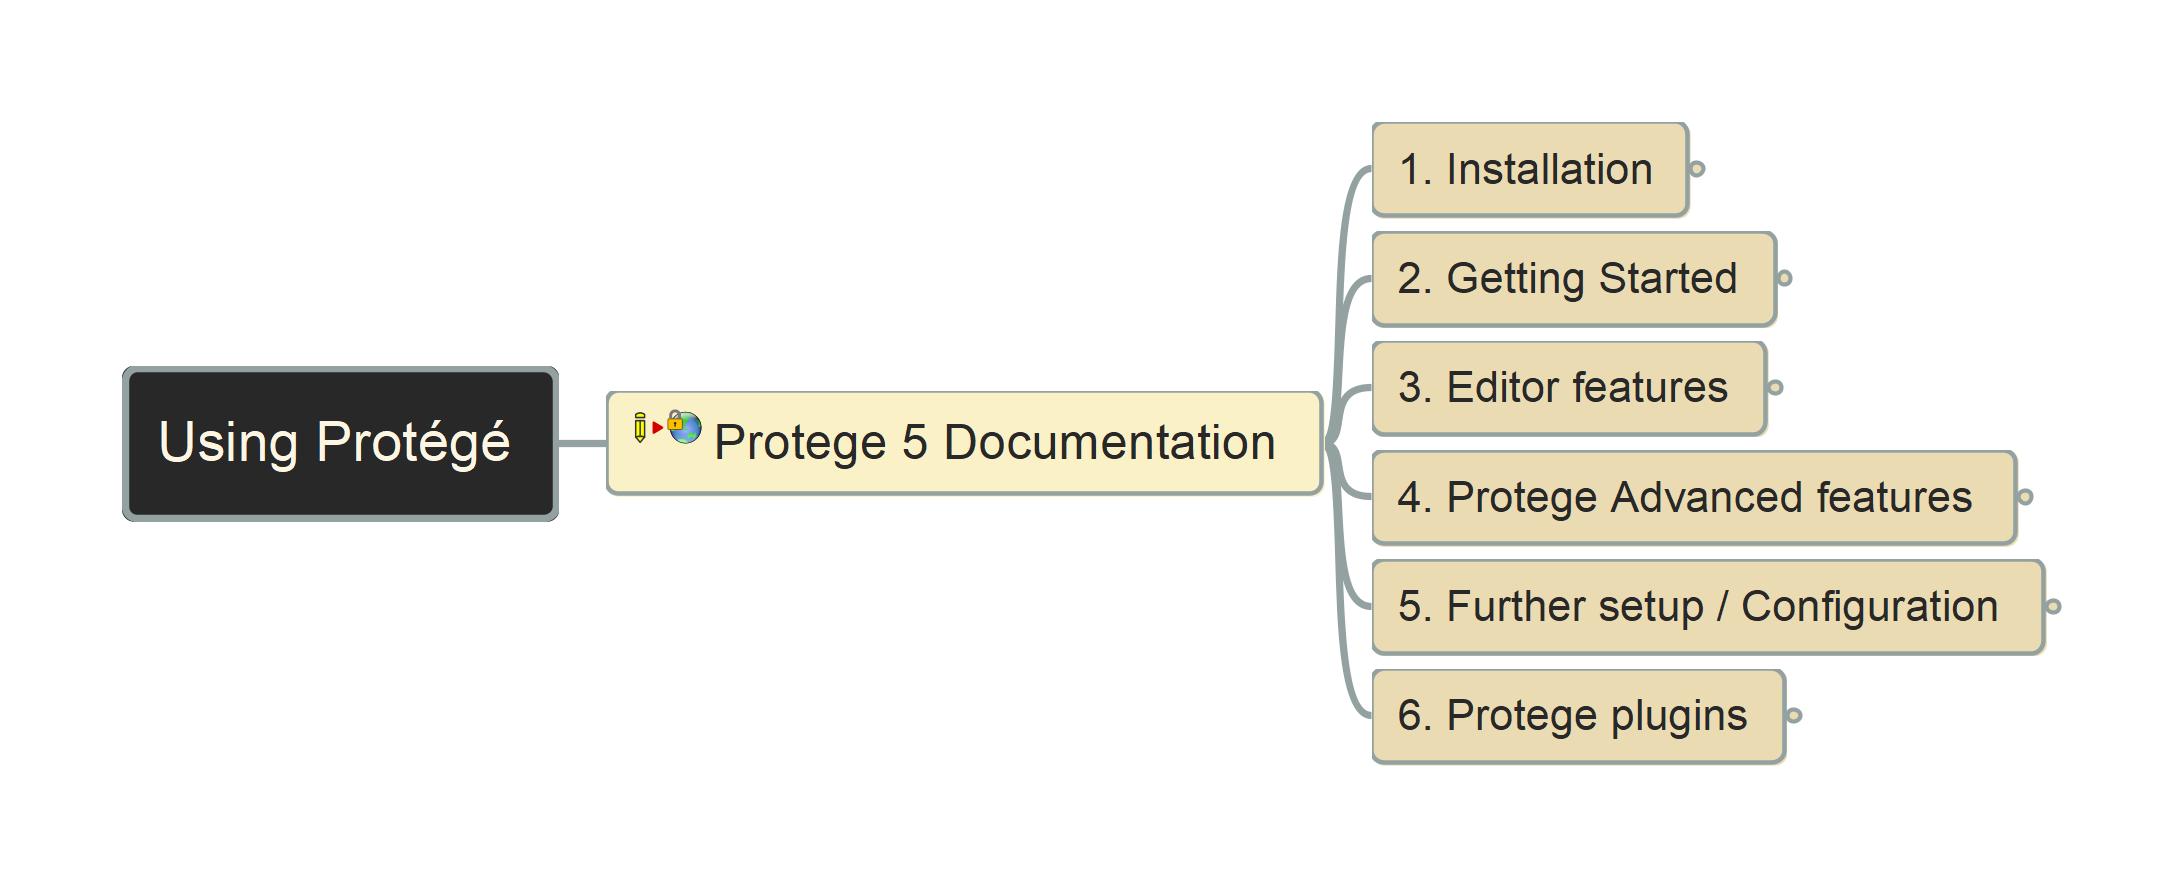 Using Protégé
Protege 5 Documentation
1. Installation
2. Getting Started
3. Editor features
4. Protege Advanced features
5. Further setup / Configuration
6. Protege plugins